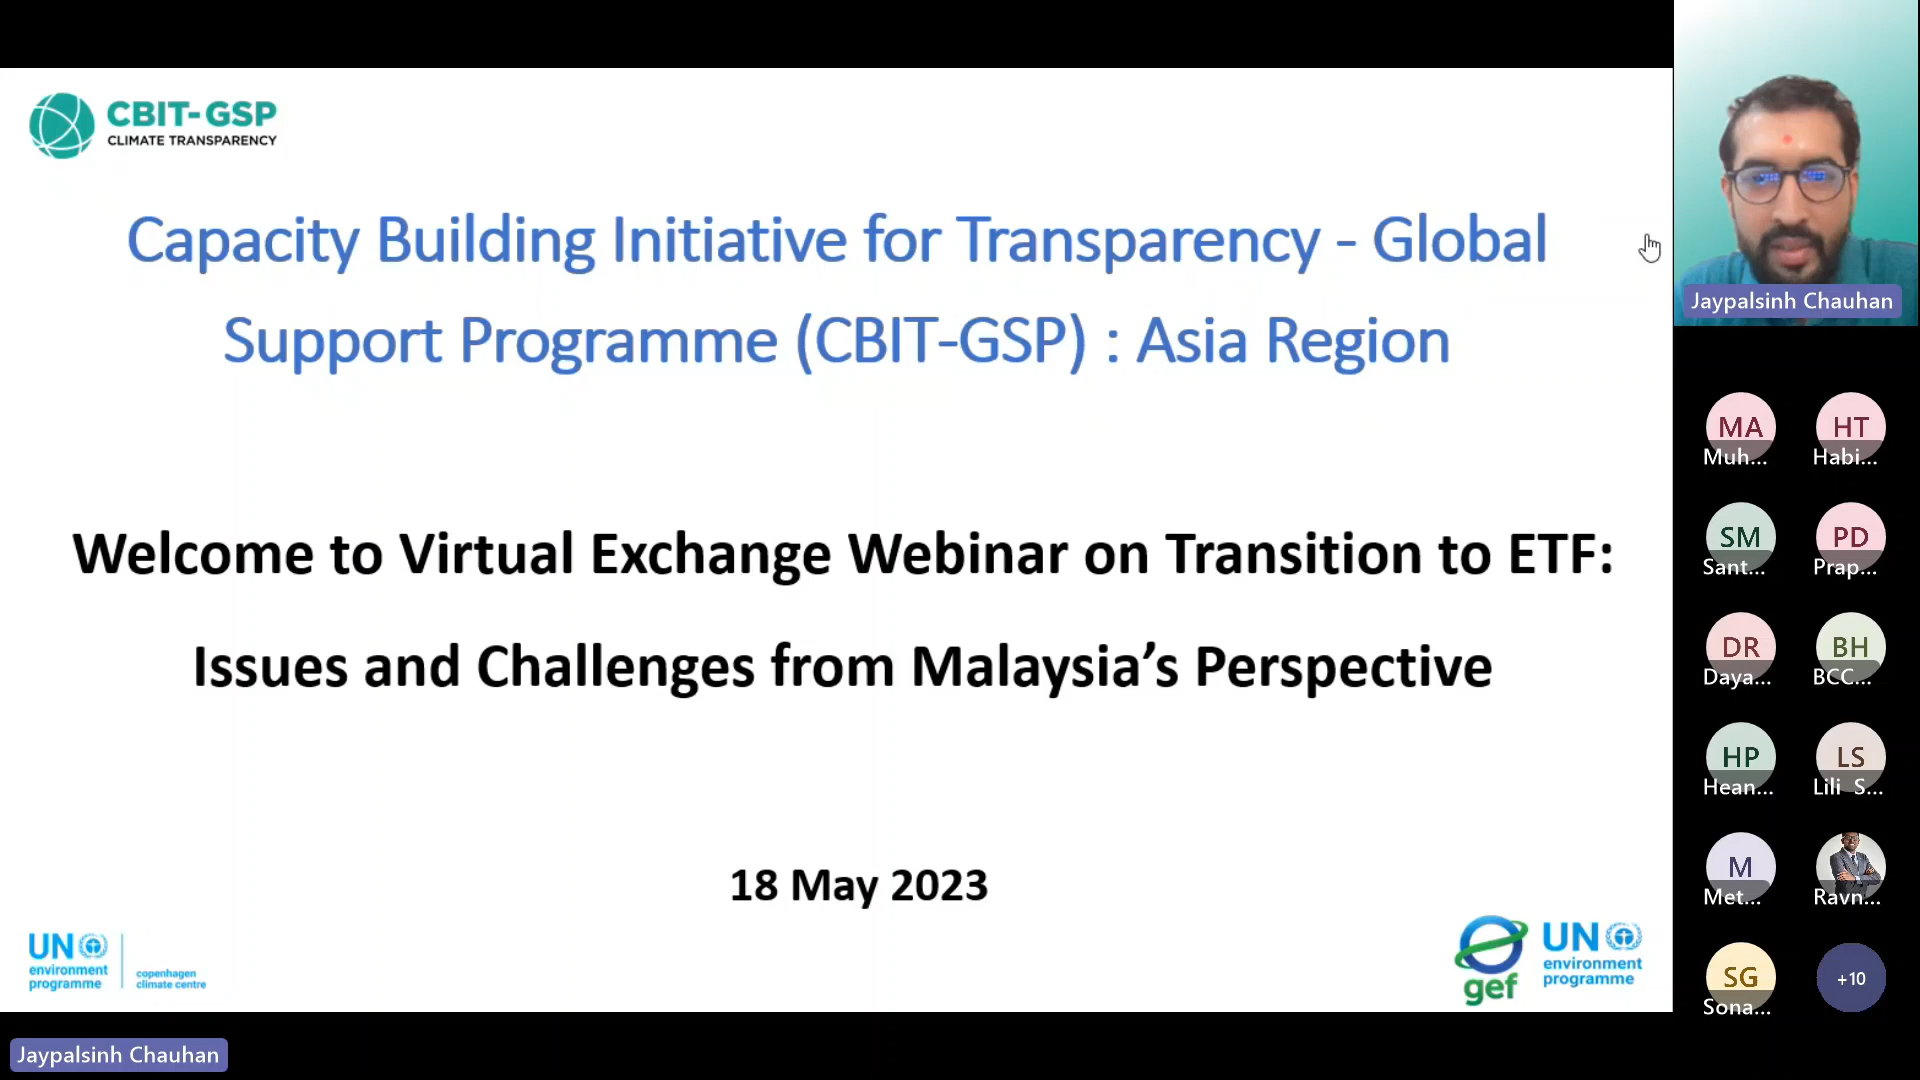 CBIT-GSP
CLIMATE TRANSPARENCY
Capacity Building Initiative for Transparency - Global
Support Programme (CBIT-GSP) : Asia Region
Welcome to Virtual Exchange Webinar on Transition to ETF:
Issues and Challenges from Malaysia’s Perspective
18 May 2023
UN
environment
programme
copenhagen
climate centre
gef
UN
environment
programme
Jaypalsinh Chauhan
MA
Muh...
HT
Habi...
SM
Sant...
PD
Prap...
DR
Daya...
BH
BCC...
HP
Hean...
LS
Lili S...
M
Met...
Ravn...
SG
Sona...
+10
Jaypalsinh Chauhan